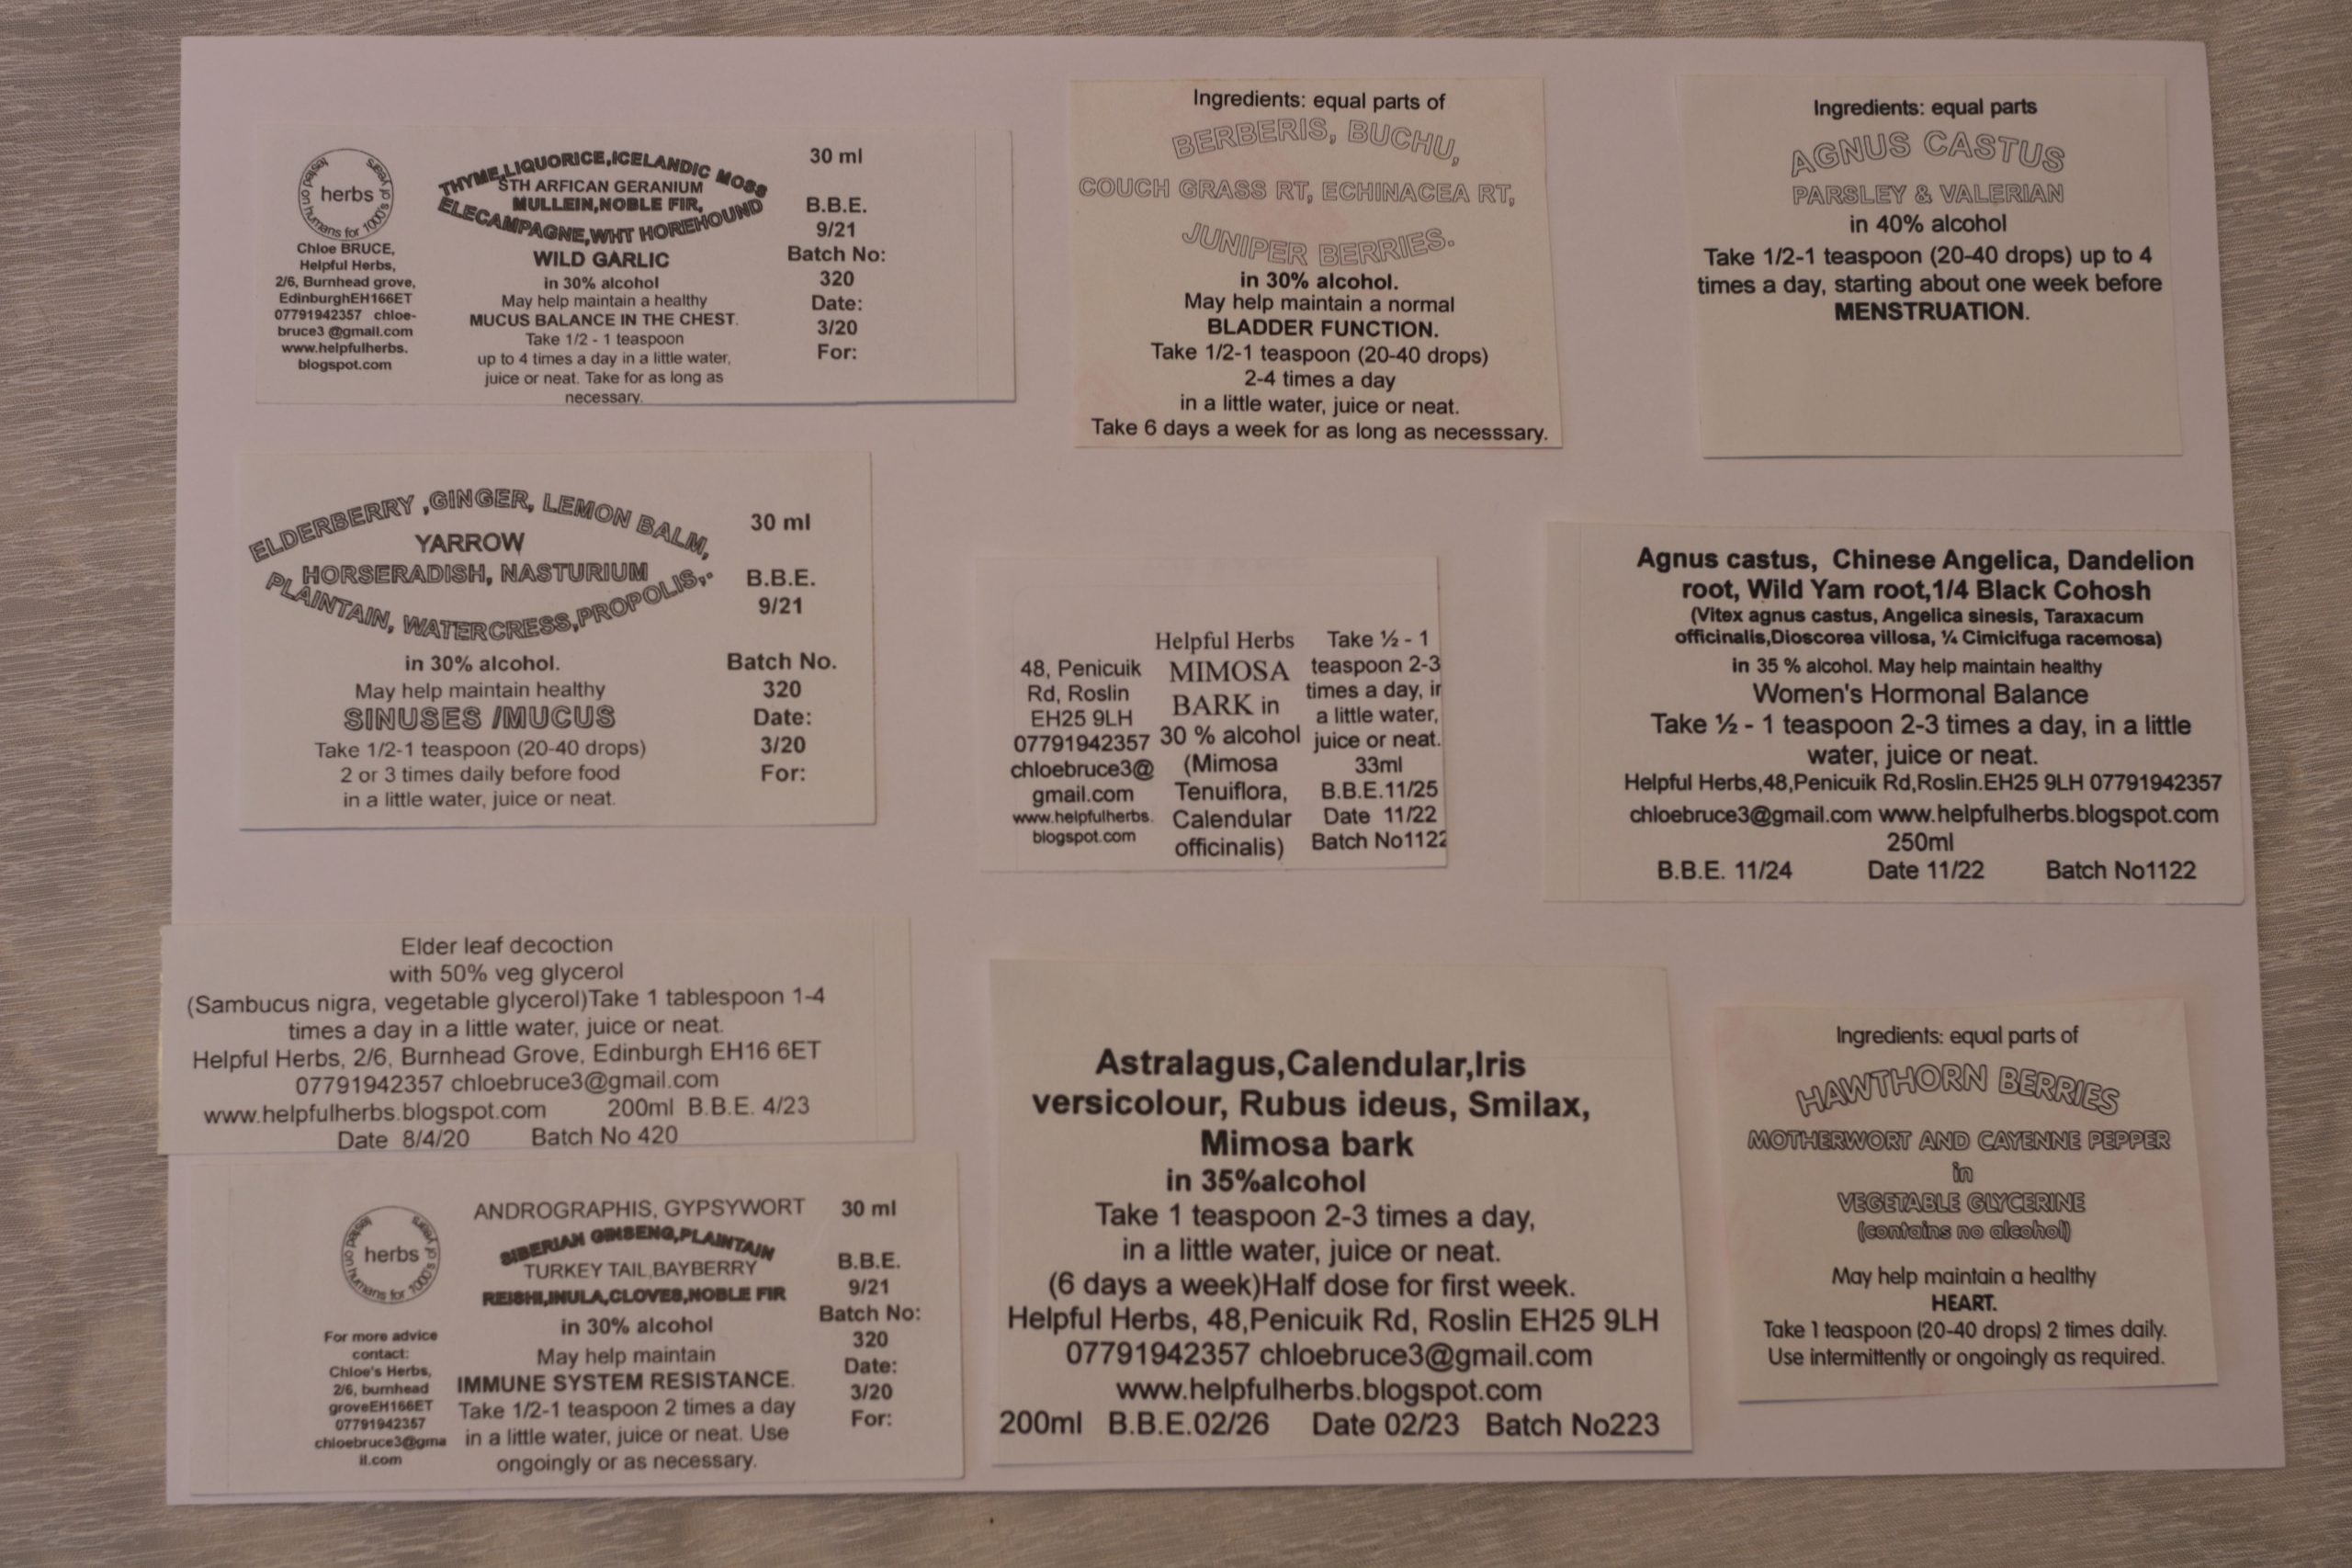 tested on humans for 1000's of years
herbs
Chloe BRUCE,
Helpful Herbs,
2/6, Burnhead grove,
EdinburghEH166ET
07791942357 chloe-
bruce3 @gmail.com
www.helpfulherbs.
blogspot.com
THYME,LIQUORICE,ICELANDIC MOSS
STH ARFICAN GERANIUM
MULLEIN,NOBLE FIR,
ELECAMPAGNE,WHT HOREHOUND
WILD GARLIC
in 30% alcohol
May help maintain a healthy
MUCUS BALANCE IN THE CHEST.
Take 1/2 - 1 teaspoon
up to 4 times a day in a little water,
juice or neat. Take for as long as
necessary.
30 ml
B.B.E.
9/21
Batch No:
320
Date:
3/20
For:
Ingredients: equal parts of
BERBERIS, BUCHU,
COUCH GRASS RT, ECHINACEA RT,
JUNIPER BERRIES.
in 30% alcohol.
May help maintain a normal
BLADDER FUNCTION.
Take 1/2-1 teaspoon (20-40 drops)
2-4 times a day
in a little water, juice or neat.
Take 6 days a week for as long as necesssary.
Ingredients: equal parts
AGNUS CASTUS
PARSLEY & VALERIAN
in 40% alcohol
Take 1/2-1 teaspoon (20-40 drops) up to 4
times a day, starting about one week before
MENSTRUATION.
ELDERBERRY ,GINGER, LEMON BALM,
YARROW
HORSERADISH, NASTURIUM
PLAINTAIN, WATERCRESS,PROPOLIS,.
in 30% alcohol.
May help maintain healthy
SINUSES /MUCUS
Take 1/2-1 teaspoon (20-40 drops)
2 or 3 times daily before food
in a little water, juice or neat.
30 ml
B.B.E.
9/21
Batch No.
320
Date:
3/20
For:
48, Penicuik
Rd, Roslin
EH25 9LH
07791942357
chloebruce3@
gmail.com
www.helpfulherbs.
blogspot.com
Helpful Herbs
MIMOSA
BARK in
30 % alcohol
(Mimosa
Tenuiflora,
Calendular
officinalis)
Take ½ - 1
teaspoon 2-3
times a day, in
a little water,
juice or neat.
33ml
B.B.E.11/25
Date 11/22
Batch No1122
Agnus castus, Chinese Angelica, Dandelion
root, Wild Yam root,1/4 Black Cohosh
(Vitex agnus castus, Angelica sinesis, Taraxacum
officinalis,Dioscorea villosa, ¼ Cimicifuga racemosa)
in 35 % alcohol. May help maintain healthy
Women's Hormonal Balance
Take ½ - 1 teaspoon 2-3 times a day, in a little
water, juice or neat.
Helpful Herbs,48,Penicuik Rd,Roslin.EH25 9LH 07791942357
chloebruce3@gmail.com www.helpfulherbs.blogspot.com
250ml
B.B.E. 11/24 Date 11/22 Batch No1122
Elder leaf decoction
with 50% veg glycerol
(Sambucus nigra, vegetable glycerol)Take 1 tablespoon 1-4
times a day in a little water, juice or neat.
Helpful Herbs, 2/6, Burnhead Grove, Edinburgh EH16 6ET
07791942357 chloebruce3@gmail.com
www.helpfulherbs.blogspot.com 200ml B.B.E. 4/23
Date 8/4/20 Batch No 420
tested on humans for 1000's of years
herbs
For more advice
contact:
Chloe's Herbs,
2/6, burnhead
groveEH166ET
07791942357
chloebruce3@gma
il.com
ANDROGRAPHIS, GYPSYWORT
SIBERIAN GINSENG,PLAINTAIN
TURKEY TAIL,BAYBERRY
REISHI,INULA,CLOVES,NOBLE FIR
in 30% alcohol
May help maintain
IMMUNE SYSTEM RESISTANCE.
Take 1/2-1 teaspoon 2 times a day
in a little water, juice or neat. Use
ongoingly or as necessary.
30 ml
B.B.E.
9/21
Batch No:
320
Date:
3/20
For:
Astralagus,Calendular,Iris
versicolour, Rubus ideus, Smilax,
Mimosa bark
in 35%alcohol
Take 1 teaspoon 2-3 times a day,
in a little water, juice or neat.
(6 days a week)Half dose for first week.
Helpful Herbs, 48,Penicuik Rd, Roslin EH25 9LH
07791942357 chloebruce3@gmail.com
www.helpfulherbs.blogspot.com
200ml B.B.E.02/26 Date 02/23 Batch No223
Ingredients: equal parts of
HAWTHORN BERRIES
MOTHERWORT AND CAYENNE PEPPER
in
VEGETABLE GLYCERINE
(contains no alcohol)
May help maintain a healthy
HEART.
Take 1 teaspoon (20-40 drops) 2 times daily.
Use intermittently or ongoingly as required.